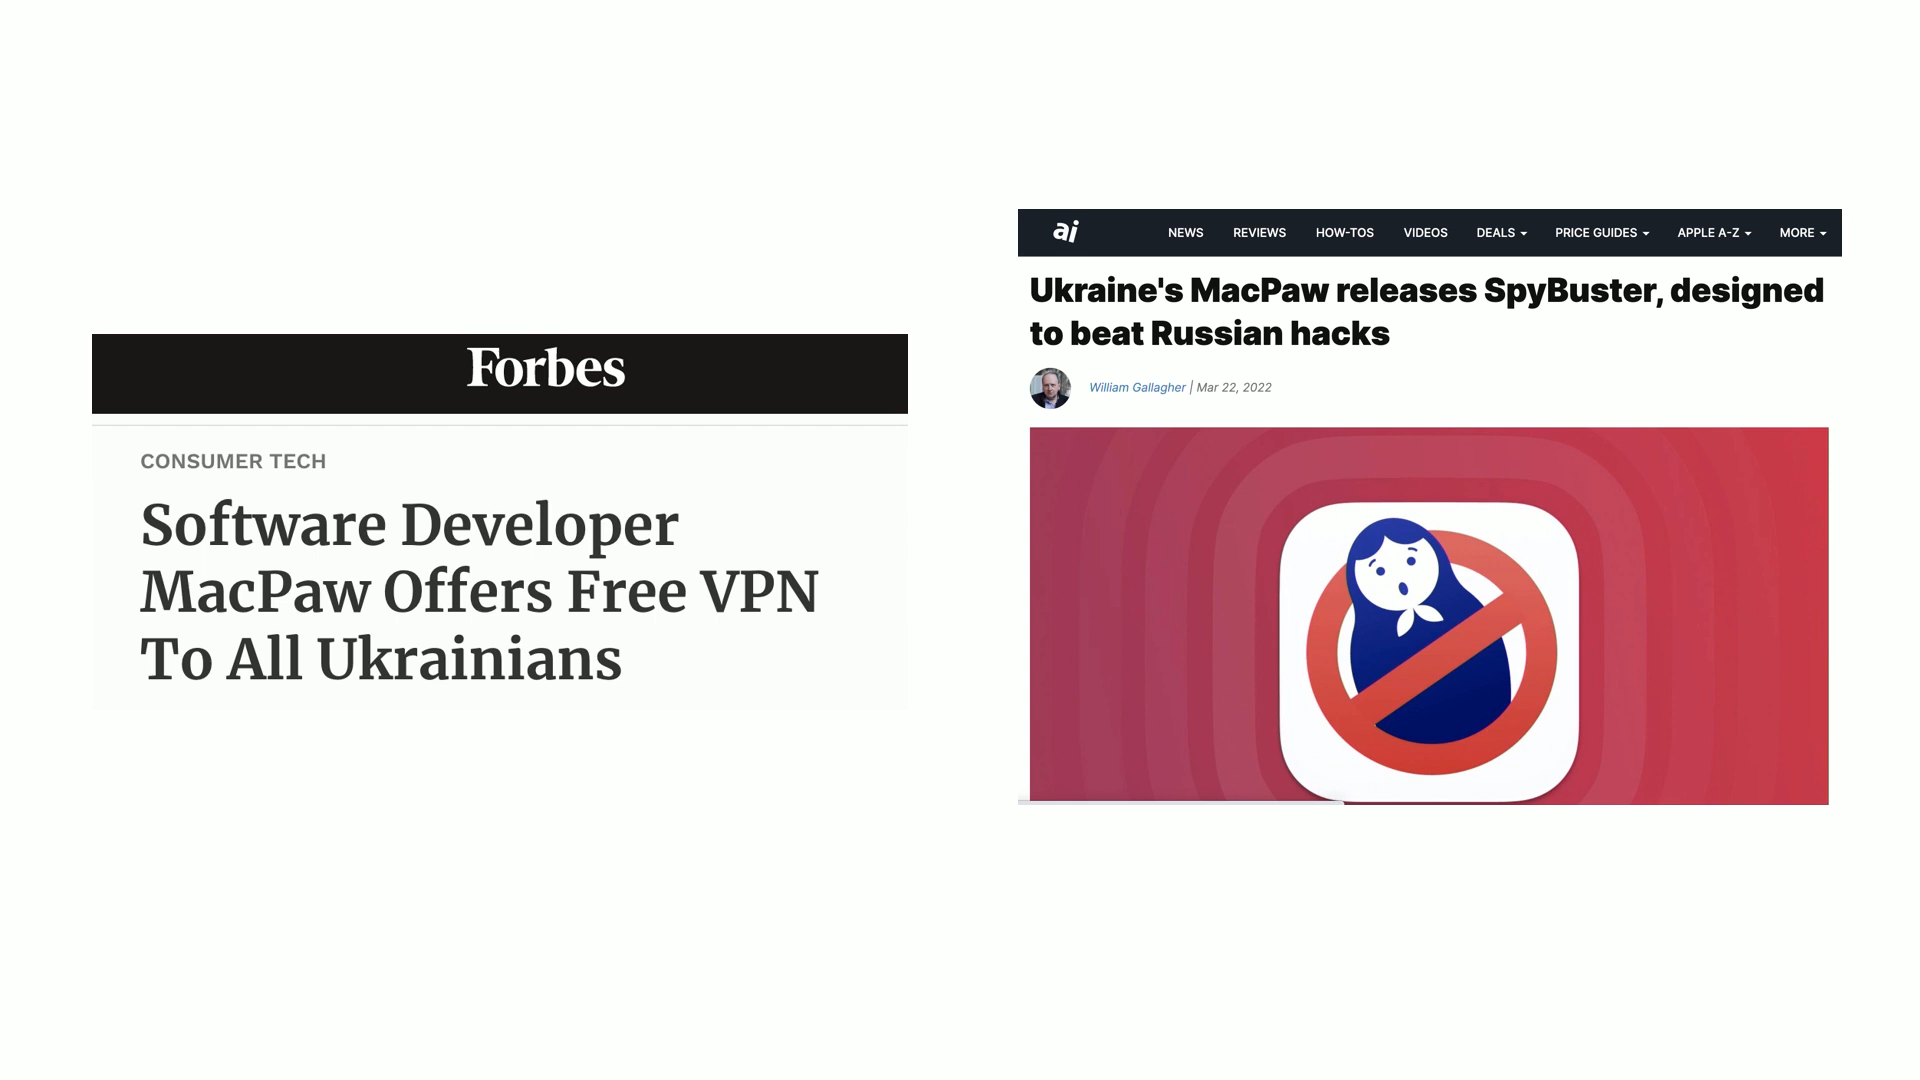 Forbes
CONSUMER TECH
Software Developer
MacPaw Offers Free VPN
To All Ukrainians
ai NEWS REVIEWS HOW-TOS VIDEOS DEALS PRICE GUIDES APPLE A-Z MORE
Ukraine's MacPaw releases SpyBuster, designed
to beat Russian hacks
William Gallagher | Mar 22, 2022